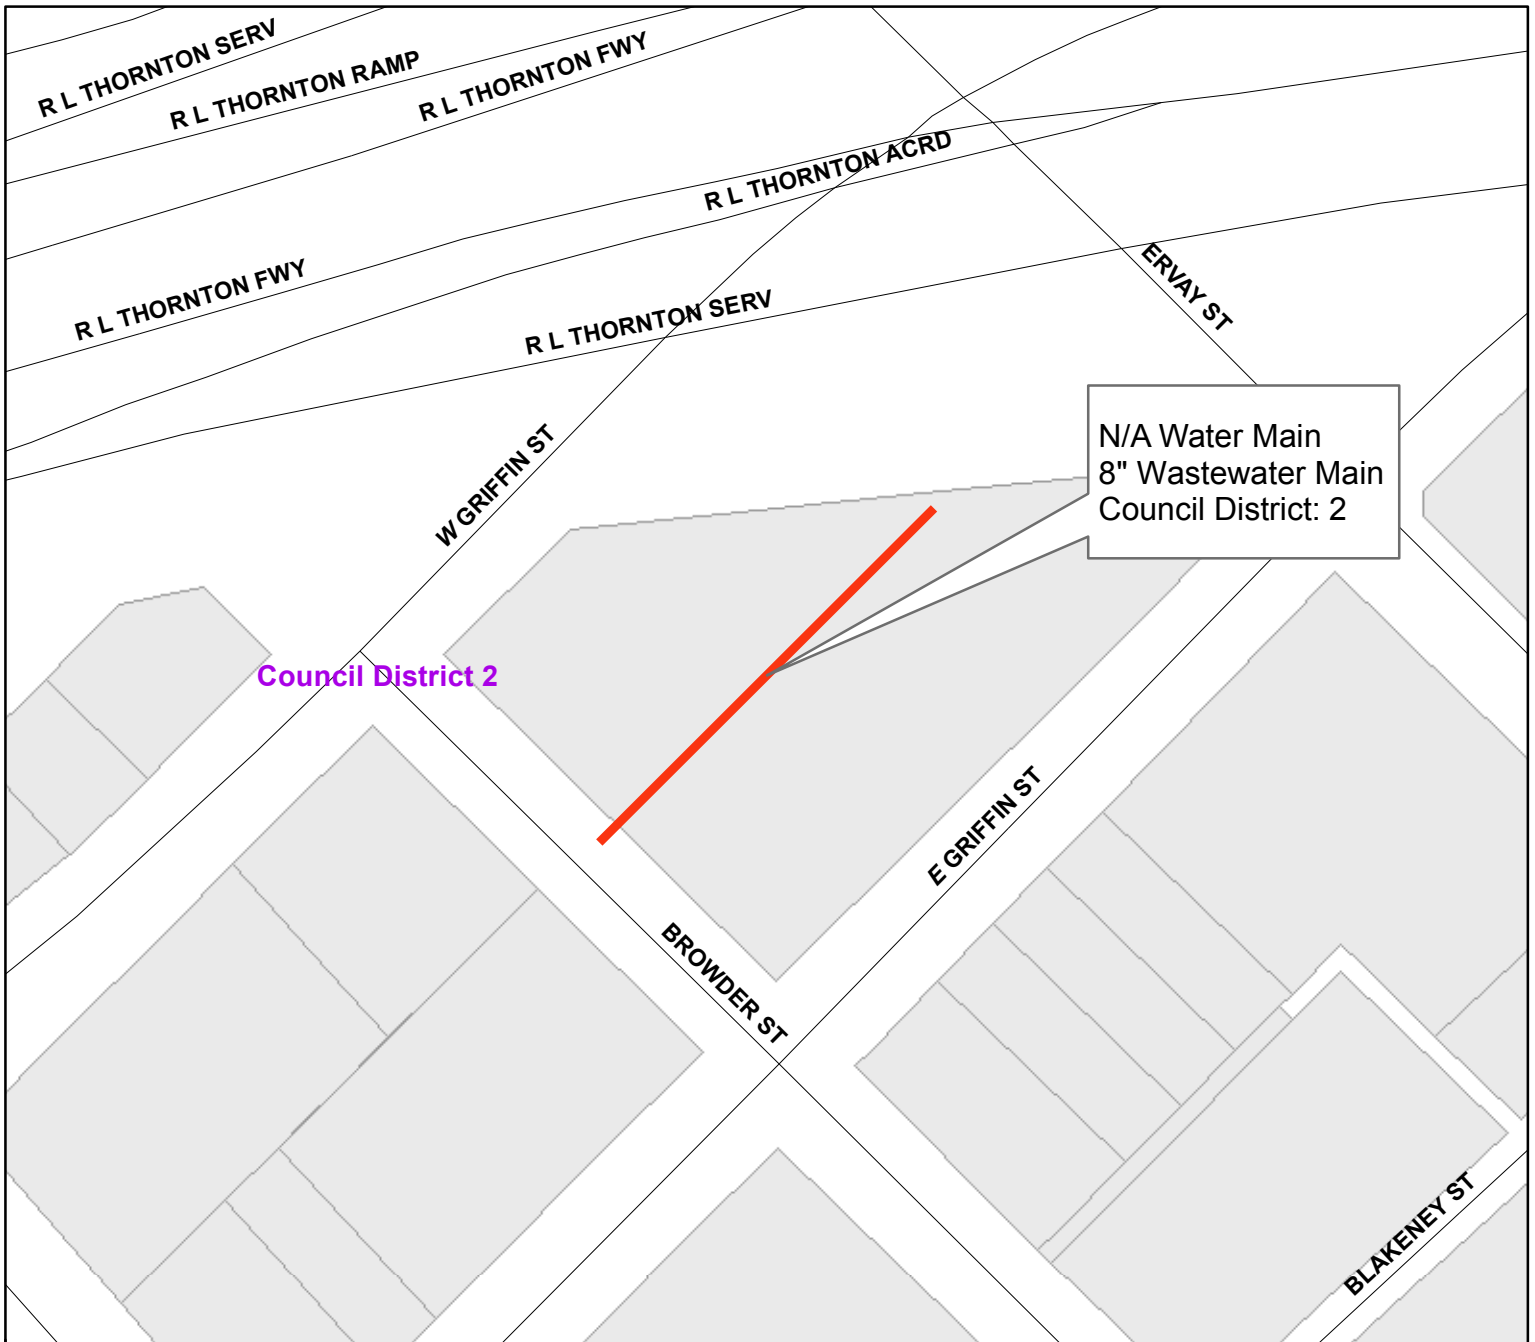 R L THORNTON SERV
R L THORNTON RAMP
R L THORNTON FWY
R L THORNTON ACRD
R L THORNTON FWY
R L THORNTON SERV
ERVAY ST
W GRIFFIN ST
N/A Water Main
8" Wastewater Main
Council District: 2
Council District 2
E GRIFFIN ST
BROWDER ST
BLAKENEY ST